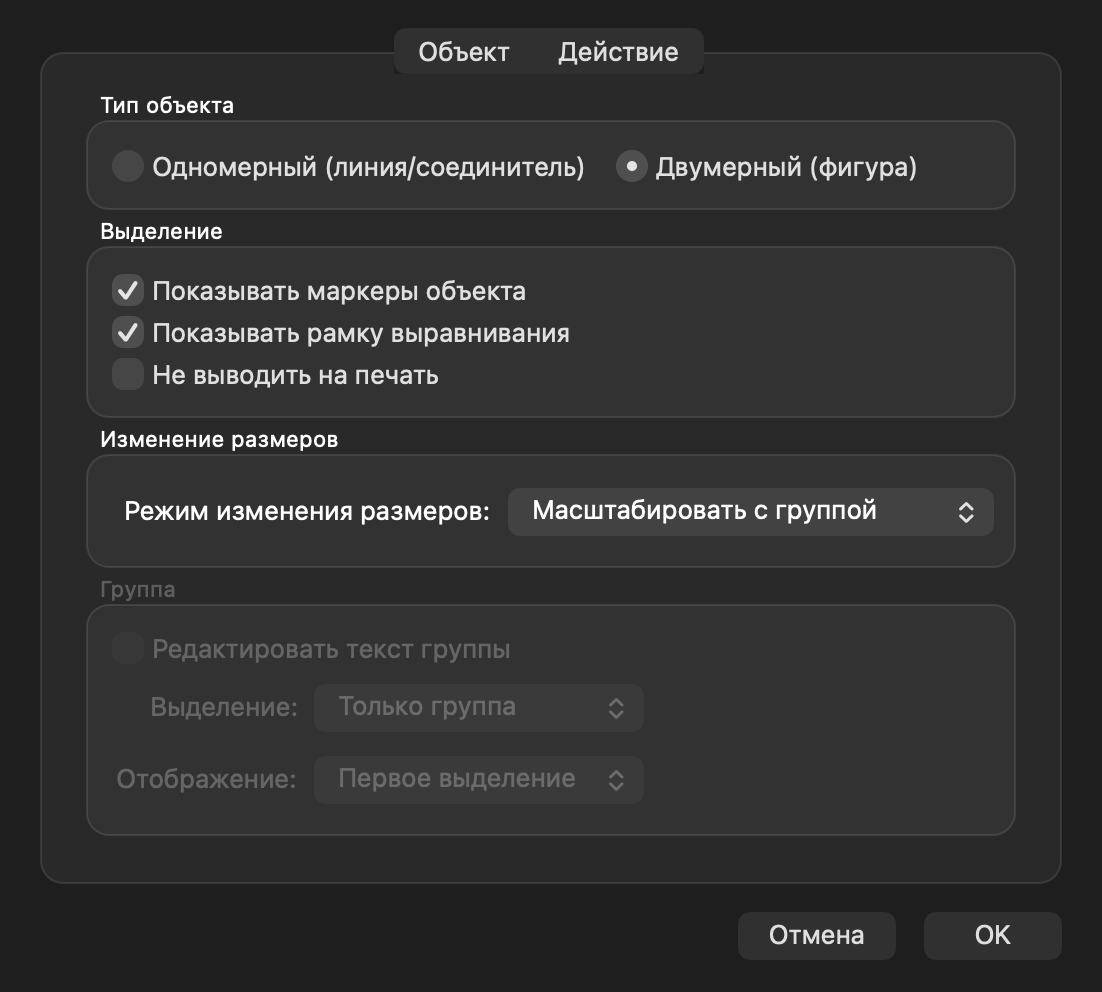 Объект Действие
Тип объекта
Одномерный (линия/соединитель) Двумерный (фигура)
Выделение
Показывать маркеры объекта
Показывать рамку выравнивания
Не выводить на печать
Изменение размеров
Режим изменения размеров: Масштабировать с группой
Группа
Редактировать текст группы
Выделение: Только группа
Отображение: Первое выделение
Отмена OK